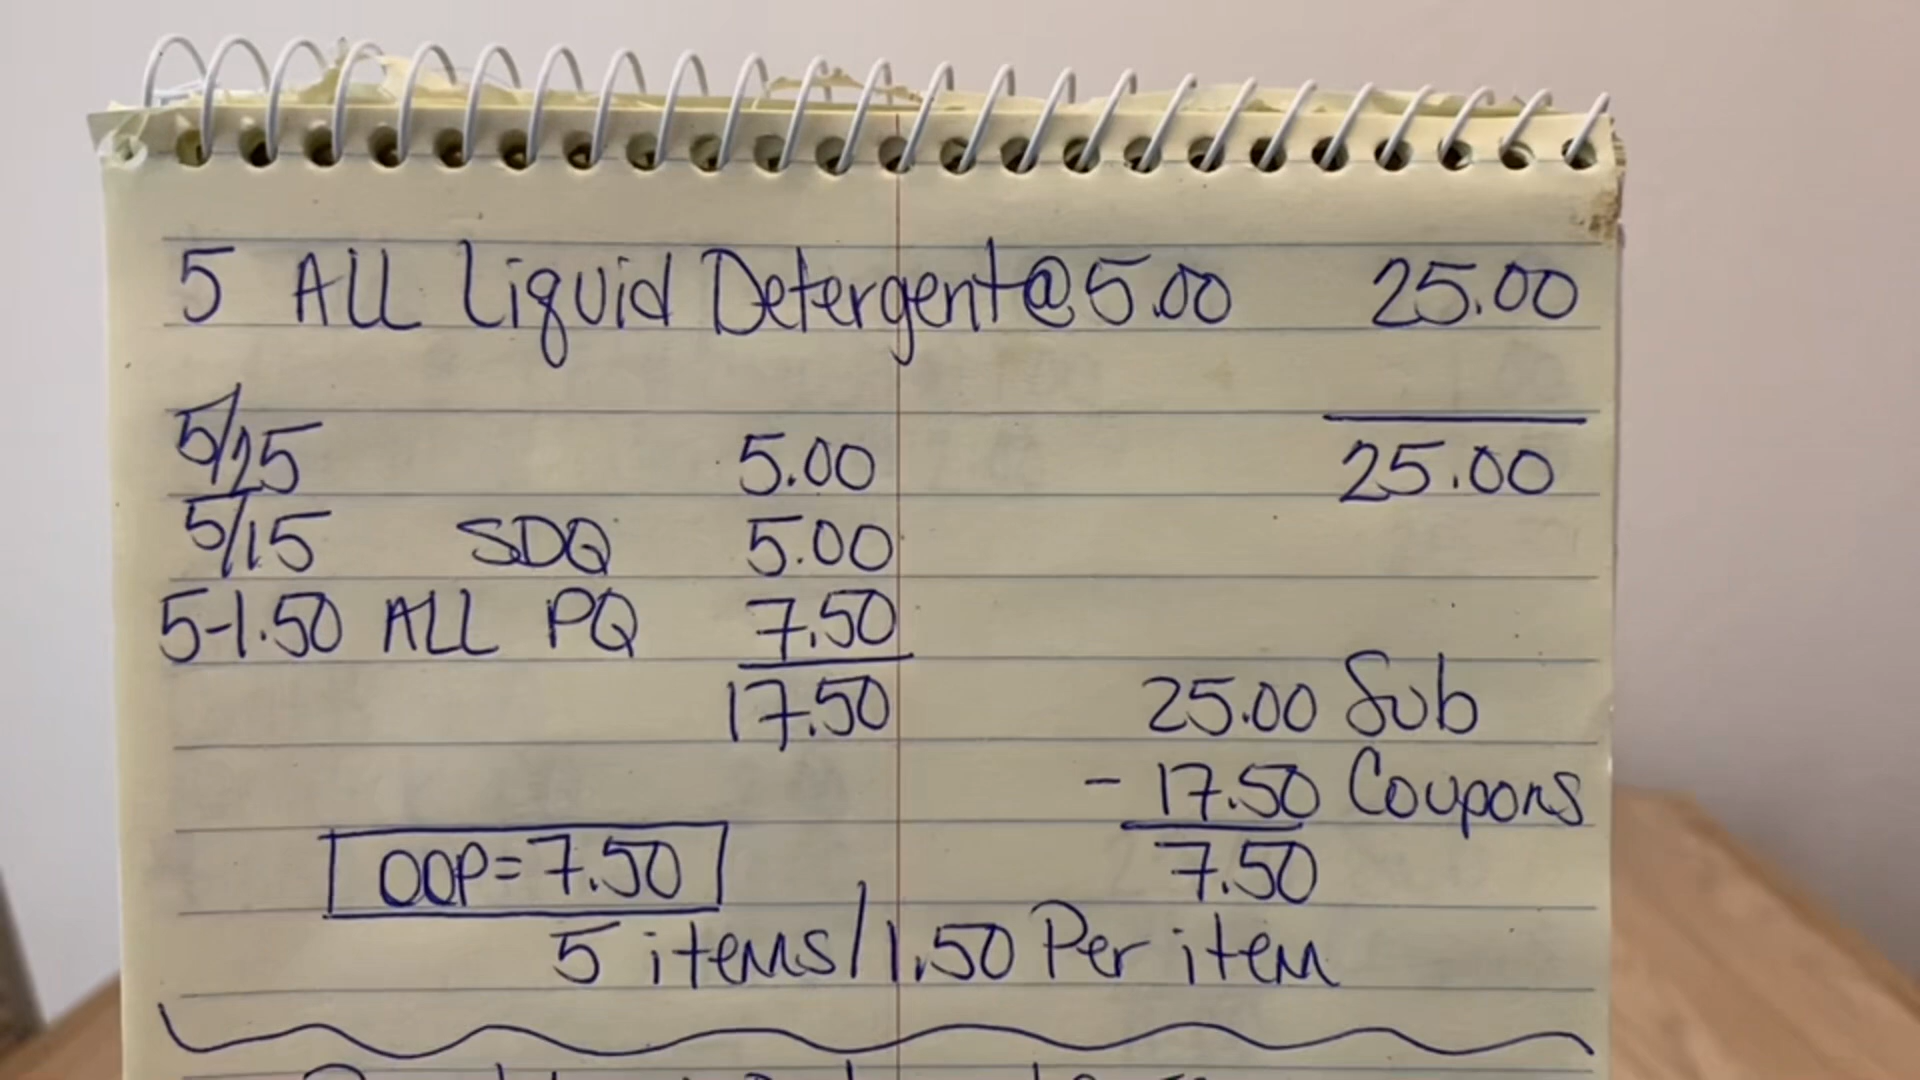 5 ALL Liquid Detergent @ 5.00 25.00
5/25 5.00 25.00
5/15 SDQ 5.00
5-1.50 ALL PQ 7.50
17.50 25.00 Sub
- 17.50 Coupons
OOP=7.50 7.50
5 items/1.50 Per item